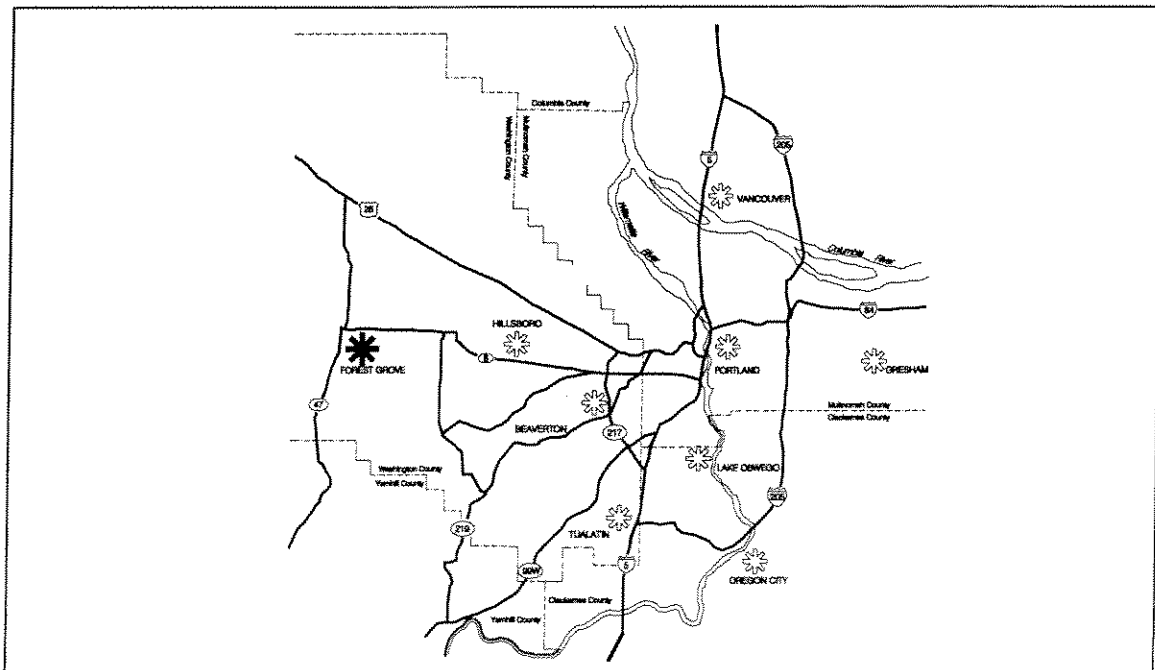 Columbia County
Multnomah County
Washington County
5
205
26
VANCOUVER
Willamette River
Columbia River
84
HILLSBORO
8
FOREST GROVE
PORTLAND
GRESHAM
47
BEAVERTON
217
Multnomah County
Clackamas County
Washington County
Yamhill County
LAKE OSWEGO
205
219
TUALATIN
99W
5
OREGON CITY
Clackamas County
Yamhill County